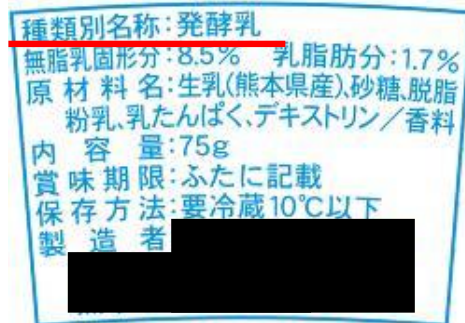 種類別名称:発酵乳
無脂乳固形分:8.5% 乳脂肪分:1.7%
原材料名:生乳(熊本県産)、砂糖、脱脂
粉乳、乳たんぱく、デキストリン/香料
内容量:75g
賞味期限:ふたに記載
保存方法:要冷蔵10℃以下
製造者